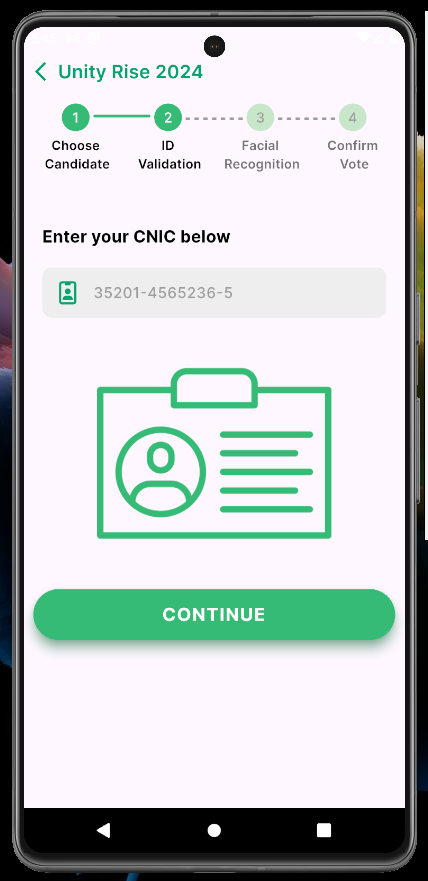 Unity Rise 2024
1 2 3 4
Choose Candidate
ID Validation
Facial Recognition
Confirm Vote
Enter your CNIC below
35201-4565236-5
CONTINUE